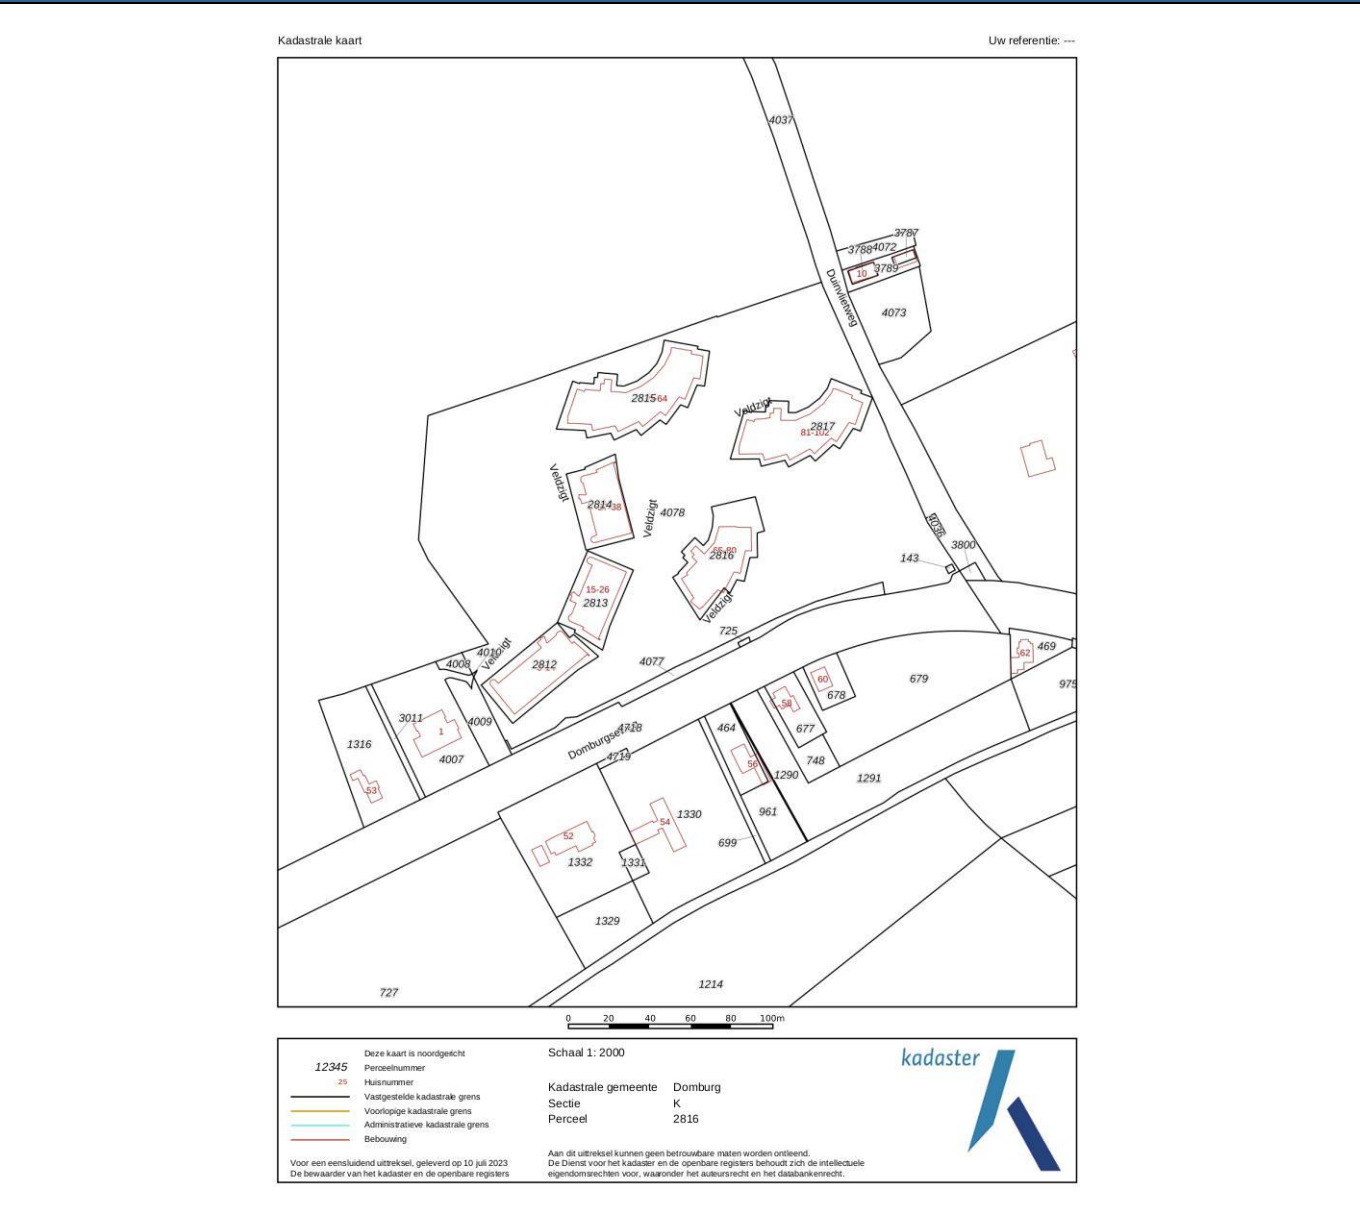 Kadastrale kaart
Uw referentie: ---
4037
3787
3788 4072
10 3789
Duinvlietweg
4073
2815 64
Veldzigt
2817
81-102
Veldzigt
2814 38
Veldzigt
4078
4036
3800
143
65-80
2816
15-26
2813
Veldzigt
725
62
469
4010
Veldzigt
4008
2812
4077
60
679
975
678
58
3011
4009
464
4718
677
1
1316
Domburgseweg
4719
56
748
4007
1290
1291
53
1330
961
54
52
699
1332
1331
1329
1214
727
0 20 40 60 80 100m
Deze kaart is noordgericht
12345 Perceelnummer
25 Huisnummer
Vastgestelde kadastrale grens
Voorlopige kadastrale grens
Administratieve kadastrale grens
Bebouwing
Voor een eensluidend uittreksel, geleverd op 10 juli 2023
De bewaarder van het kadaster en de openbare registers
Schaal 1: 2000
Kadastrale gemeente Domburg
Sectie K
Perceel 2816
Aan dit uittreksel kunnen geen betrouwbare maten worden ontleend.
De Dienst voor het kadaster en de openbare registers behoudt zich de intellectuele
eigendomsrechten voor, waaronder het auteursrecht en het databankenrecht.
kadaster